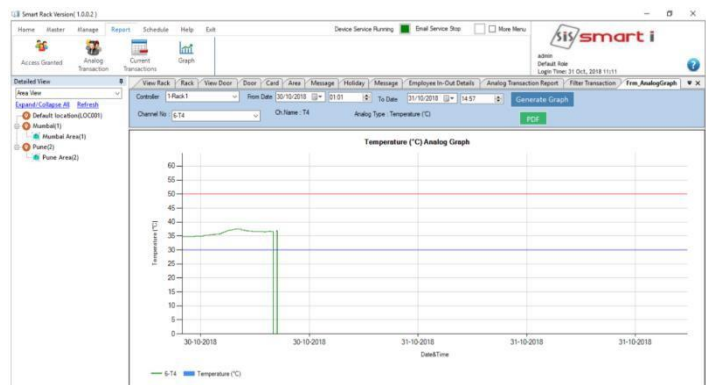 Smart Rack Version( 1.0.0.2 )
Home Master Manage Report Schedule Help Exit
Device Service Running Email Service Stop More Menu
sis smart i
Access Granted Analog Transaction Current Transactions Graph
admin
Default Role
Login Time: 31 Oct, 2018 11:11
Detailed View
View Rack Rack View Door Door Card Area Message Holiday Message Employee In-Out Details Analog Transaction Report Filter Transaction Frm_AnalogGraph
Area View
Controller 1-Rack1 From Date 30/10/2018 01:01 To Date 31/10/2018 14:57 Generate Graph
Expand/Collapse All Refresh
Channel No : 6-T4 Ch.Name : T4 Analog Type : Temperature (°C) PDF
Default location(LOC001)
Mumbai(1)
Mumbai Area(1)
Pune(2)
Pune Area(2)
Temperature (°C) Analog Graph
60
55
50
45
40
35
30
25
20
15
10
5
0
Temperature (°C)
30-10-2018 30-10-2018 31-10-2018 31-10-2018 31-10-2018
Date&Time
6-T4 Temperature (°C)